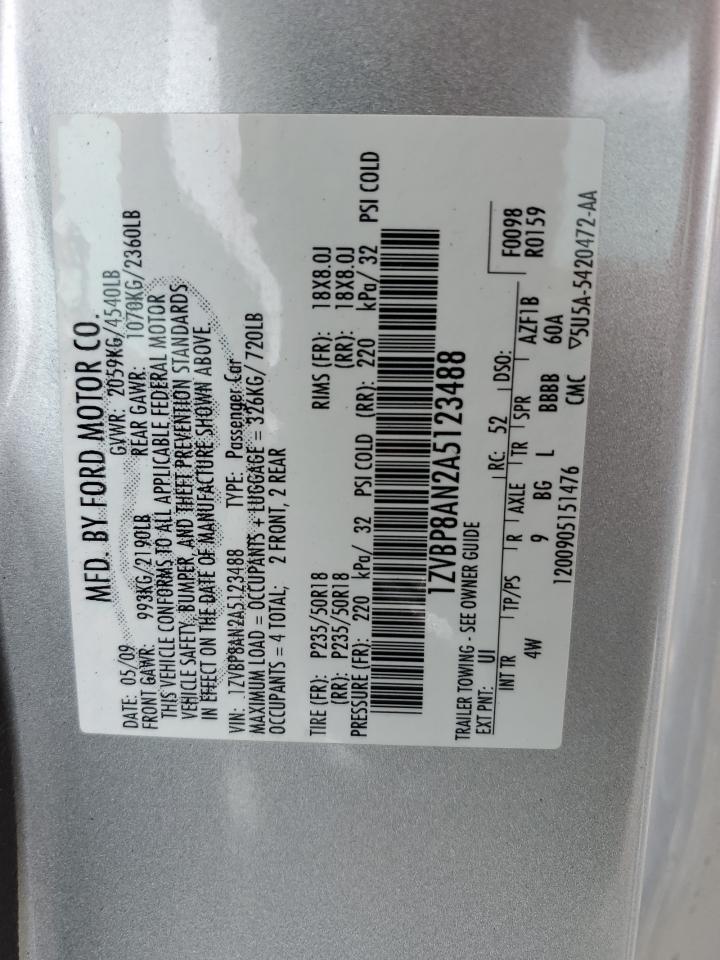 MFD. BY FORD MOTOR CO.
DATE: 05/09 GVWR: 2059KG/4540LB
FRONT GAWR: 993KG/2190LB REAR GAWR: 1070KG/2360LB
THIS VEHICLE CONFORMS TO ALL APPLICABLE FEDERAL MOTOR
VEHICLE SAFETY, BUMPER, AND THEFT PREVENTION STANDARDS
IN EFFECT ON THE DATE OF MANUFACTURE SHOWN ABOVE.
VIN: 1ZVBP8AN2A5123488 TYPE: Passenger Car
MAXIMUM LOAD = OCCUPANTS + LUGGAGE = 326KG/ 720LB
OCCUPANTS = 4 TOTAL; 2 FRONT, 2 REAR
TIRE (FR): P235/50R18 RIMS (FR): 18X8.0J
(RR): P235/50R18 (RR): 18X8.0J
PRESSURE (FR): 220 kPa/ 32 PSI COLD (RR): 220 kPa/ 32 PSI COLD
1ZVBP8AN2A5123488
TRAILER TOWING - SEE OWNER GUIDE
EXT PNT: UI RC: 52 DSO: F0098
INT TR TP/PS R AXLE TR SPR AZF1B R0159
4W 9 BG L BBBB 60A
1200905151476 CMC ▽5U5A-5420472-AA